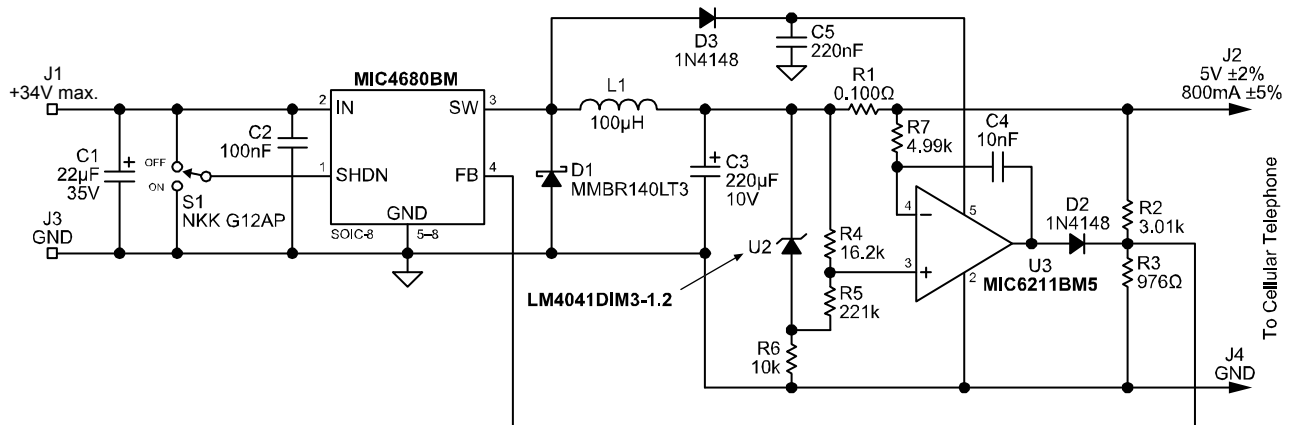 J1
+34V max.
C1
22µF
35V
J3
GND
OFF
ON
S1
NKK G12AP
C2
100nF
MIC4680BM
2
IN
SW
3
1
SHDN
FB
4
GND
SOIC-8
5–8
D3
1N4148
C5
220nF
L1
100µH
D1
MMBR140LT3
C3
220µF
10V
U2
LM4041DIM3-1.2
R1
0.100Ω
R4
16.2k
R5
221k
R6
10k
R7
4.99k
C4
10nF
4
5
3
2
U3
MIC6211BM5
D2
1N4148
R2
3.01k
R3
976Ω
J2
5V ±2%
800mA ±5%
To Cellular Telephone
J4
GND